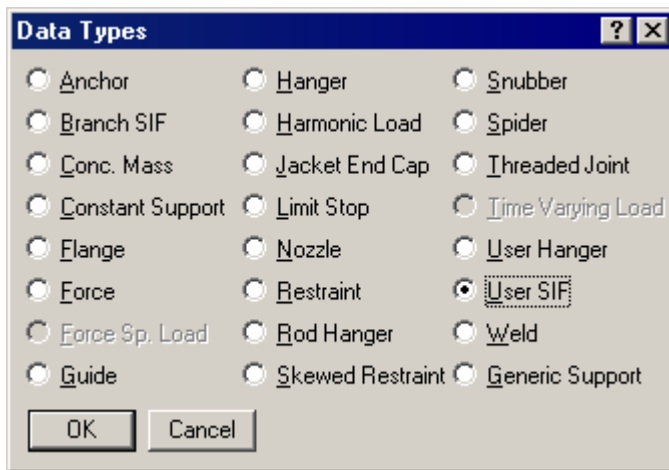 Data Types
Anchor
Hanger
Snubber
Branch SIF
Harmonic Load
Spider
Conc. Mass
Jacket End Cap
Threaded Joint
Constant Support
Limit Stop
Time Varying Load
Flange
Nozzle
User Hanger
Force
Restraint
User SIF
Force Sp. Load
Rod Hanger
Weld
Guide
Skewed Restraint
Generic Support
OK
Cancel